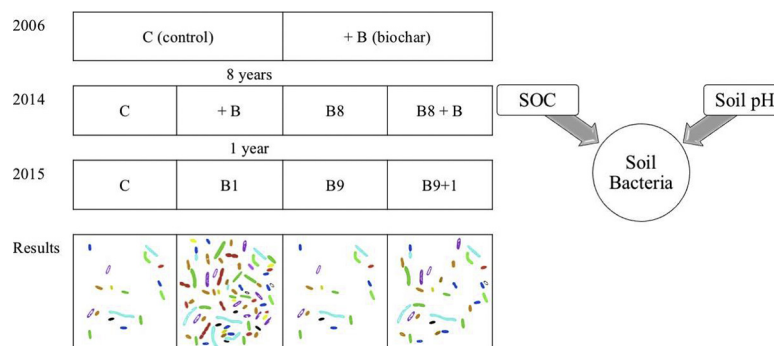 2006
C (control)
+ B (biochar)
8 years
2014
C
+ B
B8
B8 + B
1 year
2015
C
B1
B9
B9+1
Results
SOC
Soil pH
Soil
Bacteria